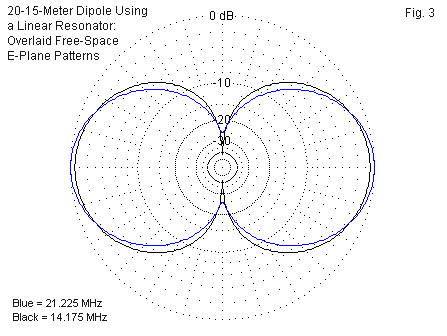 20-15-Meter Dipole Using
a Linear Resonator:
Overlaid Free-Space
E-Plane Patterns
0 dB
Fig. 3
-10
-20
-30
Blue = 21.225 MHz
Black = 14.175 MHz